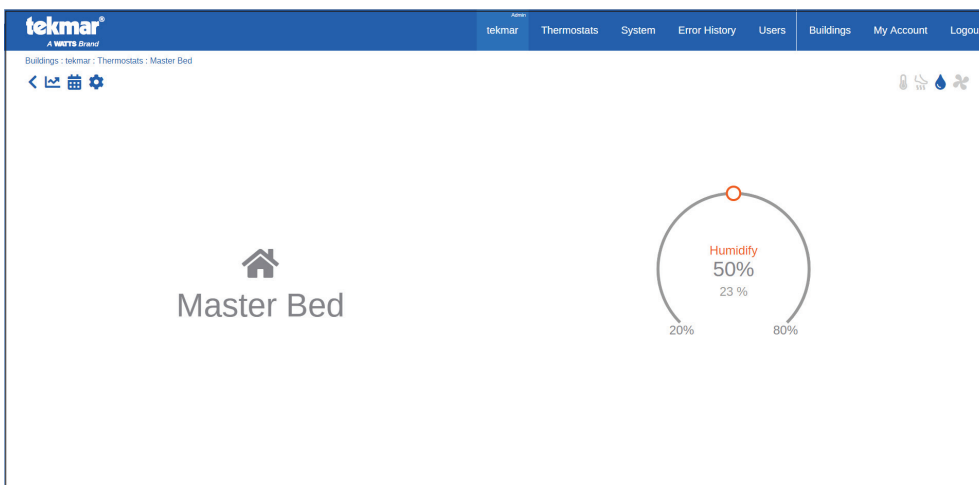 tekmar®
A WATTS Brand
Admin
tekmar Thermostats System Error History Users Buildings My Account Logou
Buildings : tekmar : Thermostats : Master Bed
Master Bed
Humidify
50%
23 %
20% 80%